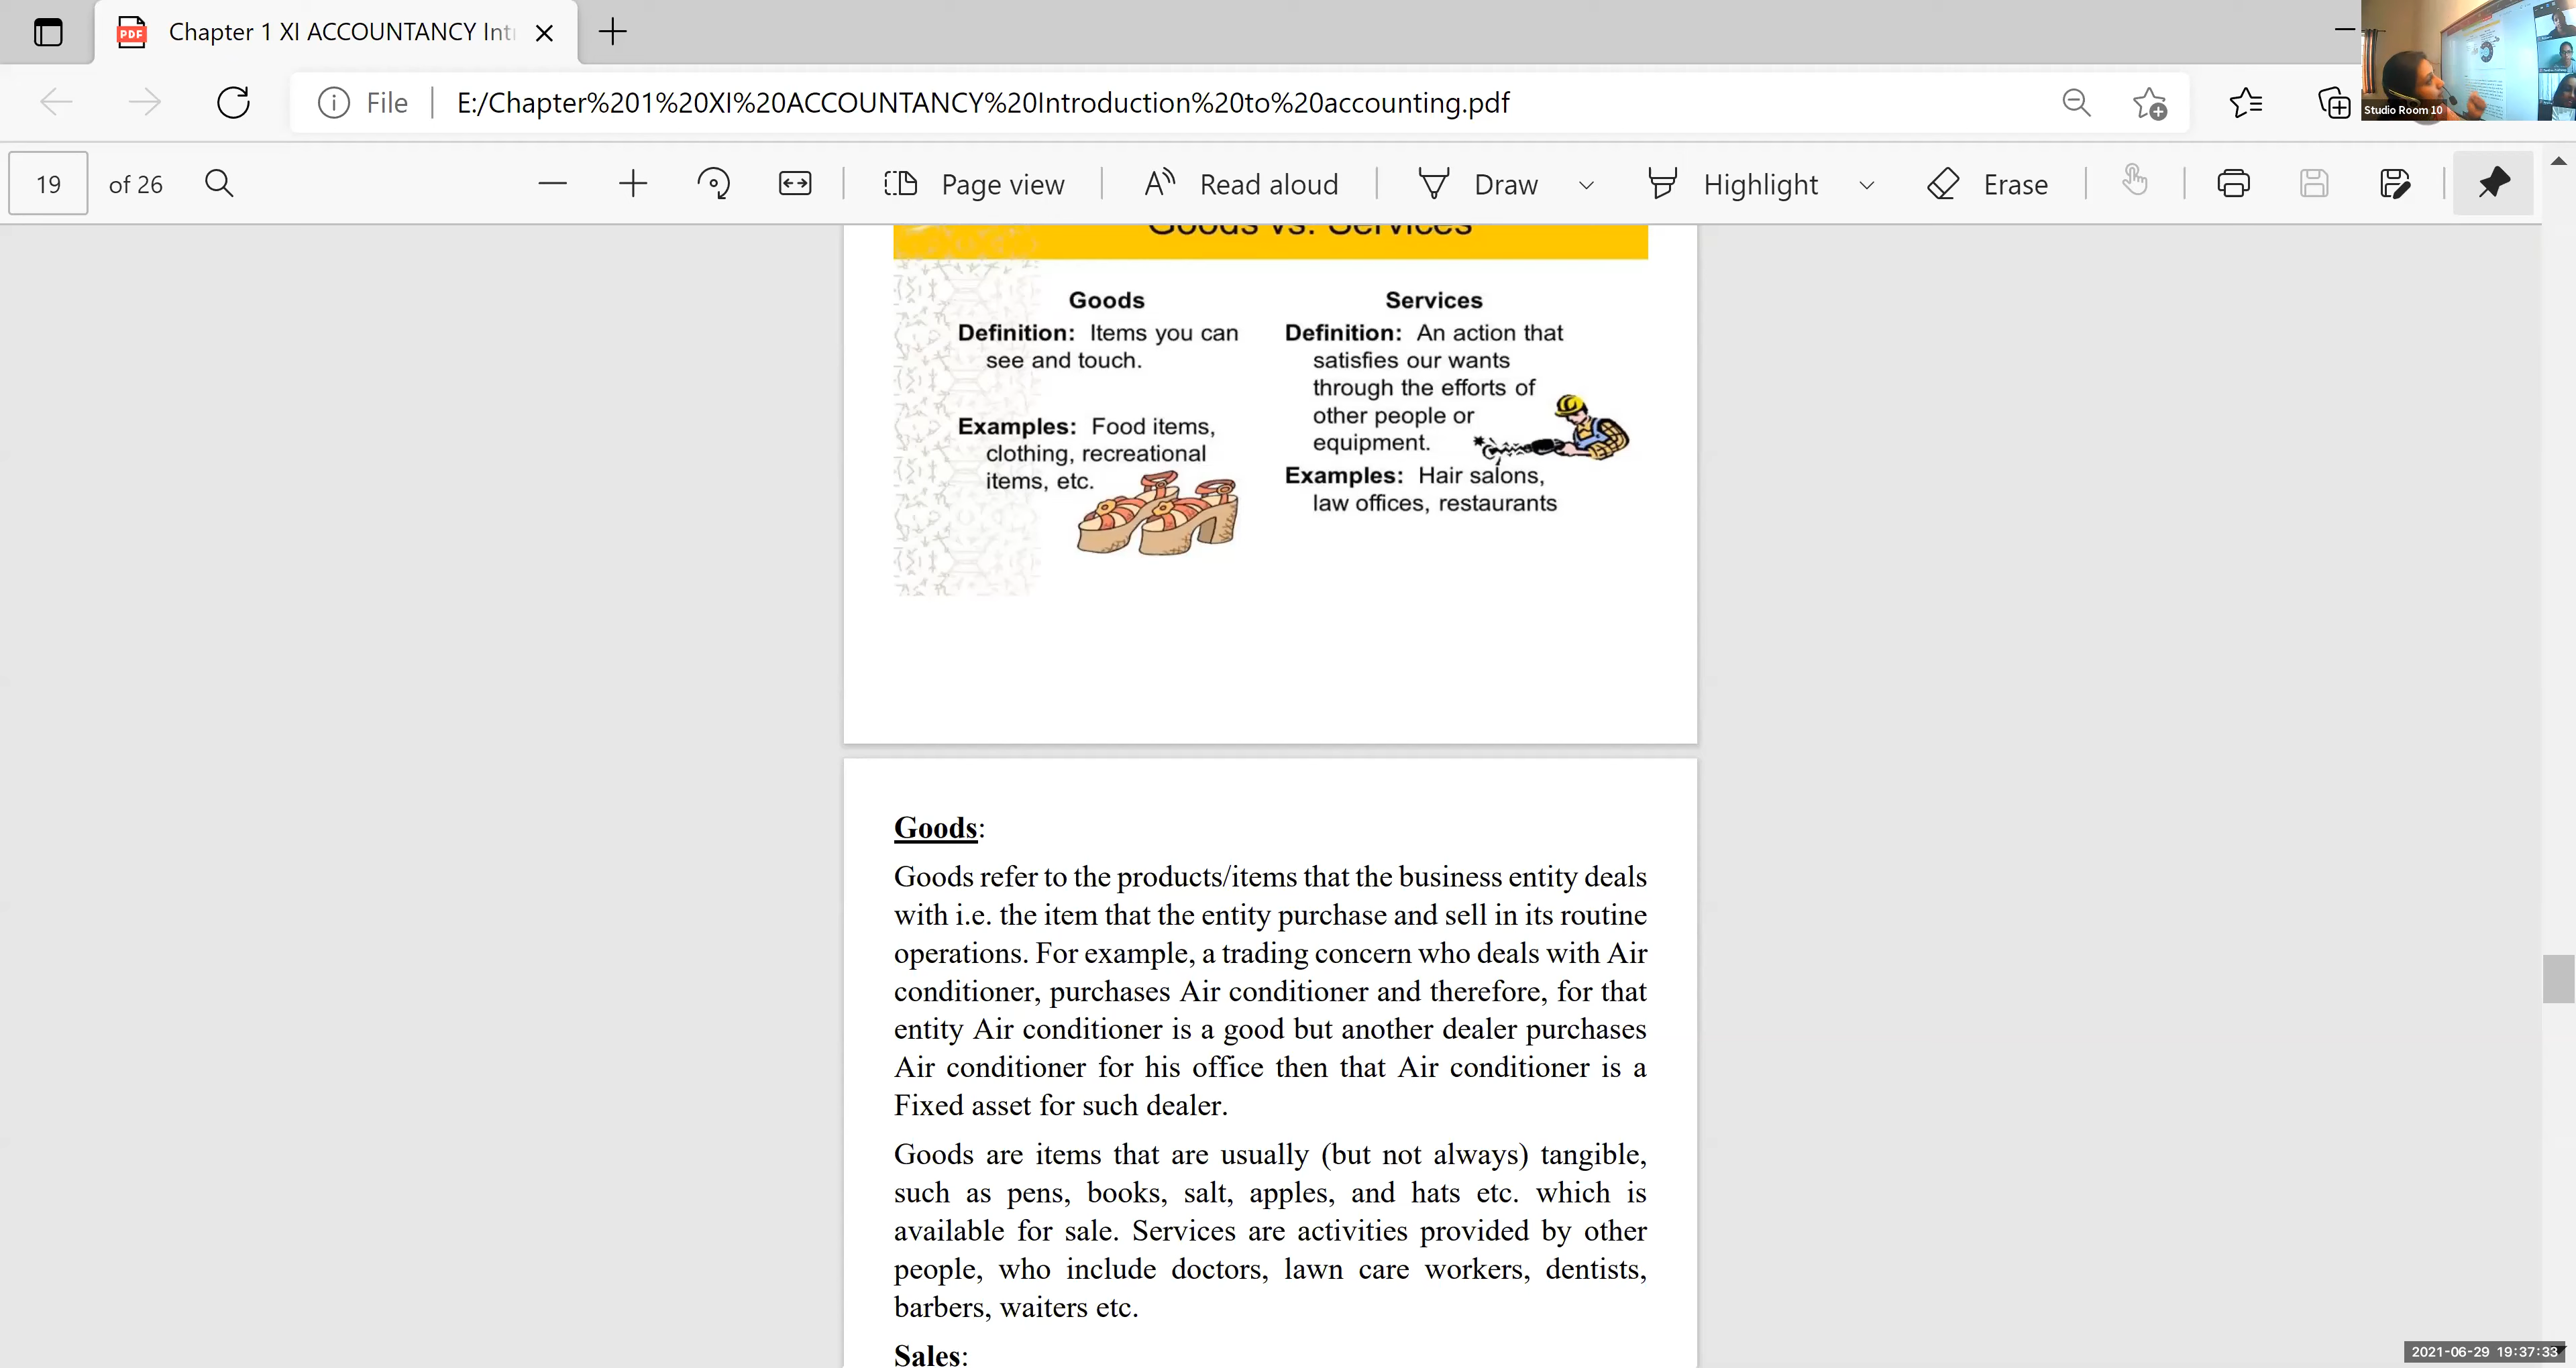 Chapter 1 XI ACCOUNTANCY Int
File
E:/Chapter%201%20XI%20ACCOUNTANCY%20Introduction%20to%20accounting.pdf
Studio Room 10
19 of 26
Page view
Read aloud
Draw
Highlight
Erase
Goods vs. Services
Goods
Definition: Items you can
see and touch.
Examples: Food items,
clothing, recreational
items, etc.
Services
Definition: An action that
satisfies our wants
through the efforts of
other people or
equipment.
Examples: Hair salons,
law offices, restaurants
Goods:
Goods refer to the products/items that the business entity deals
with i.e. the item that the entity purchase and sell in its routine
operations. For example, a trading concern who deals with Air
conditioner, purchases Air conditioner and therefore, for that
entity Air conditioner is a good but another dealer purchases
Air conditioner for his office then that Air conditioner is a
Fixed asset for such dealer.
Goods are items that are usually (but not always) tangible,
such as pens, books, salt, apples, and hats etc. which is
available for sale. Services are activities provided by other
people, who include doctors, lawn care workers, dentists,
barbers, waiters etc.
Sales:
2021-06-29 19:37:33